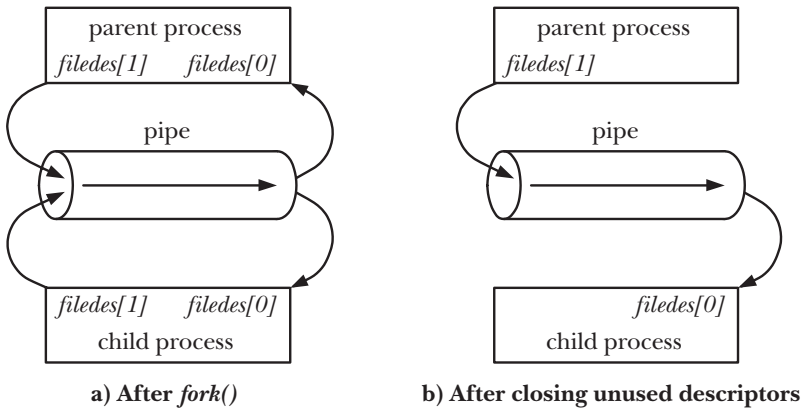 parent process
filedes[1] filedes[0]
pipe
filedes[1] filedes[0]
child process
a) After fork()
parent process
filedes[1]
pipe
filedes[0]
child process
b) After closing unused descriptors